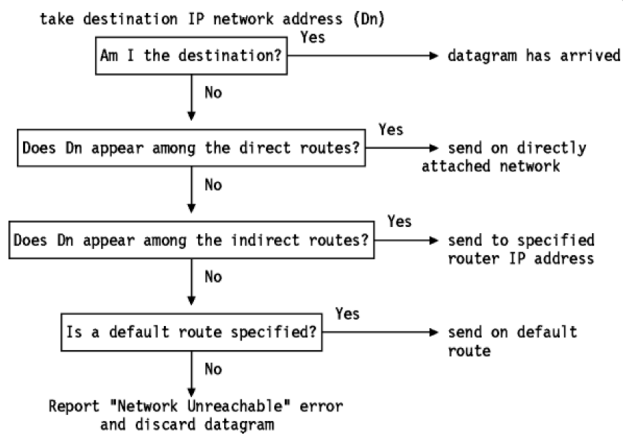 take destination IP network address (Dn)
Yes
Am I the destination?
datagram has arrived
No
Yes
Does Dn appear among the direct routes?
send on directly
attached network
No
Yes
Does Dn appear among the indirect routes?
send to specified
router IP address
No
Yes
Is a default route specified?
send on default
route
No
Report "Network Unreachable" error
and discard datagram